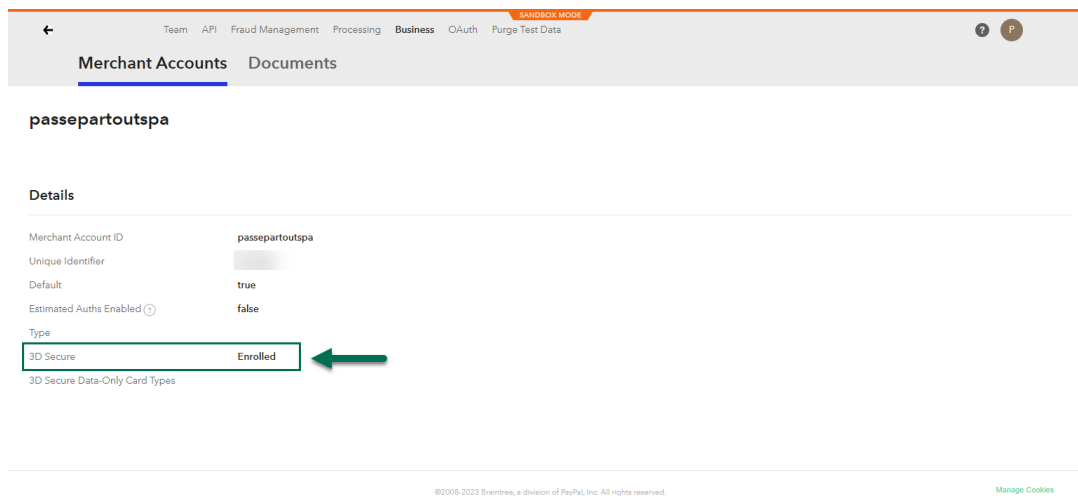 SANDBOX MODE
Team API Fraud Management Processing Business OAuth Purge Test Data ? P
Merchant Accounts Documents
passepartoutspa
Details
Merchant Account ID passepartoutspa
Unique Identifier
Default true
Estimated Auths Enabled ? false
Type
3D Secure Enrolled
3D Secure Data-Only Card Types
©2008-2023 Braintree, a division of PayPal, Inc. All rights reserved. Manage Cookies